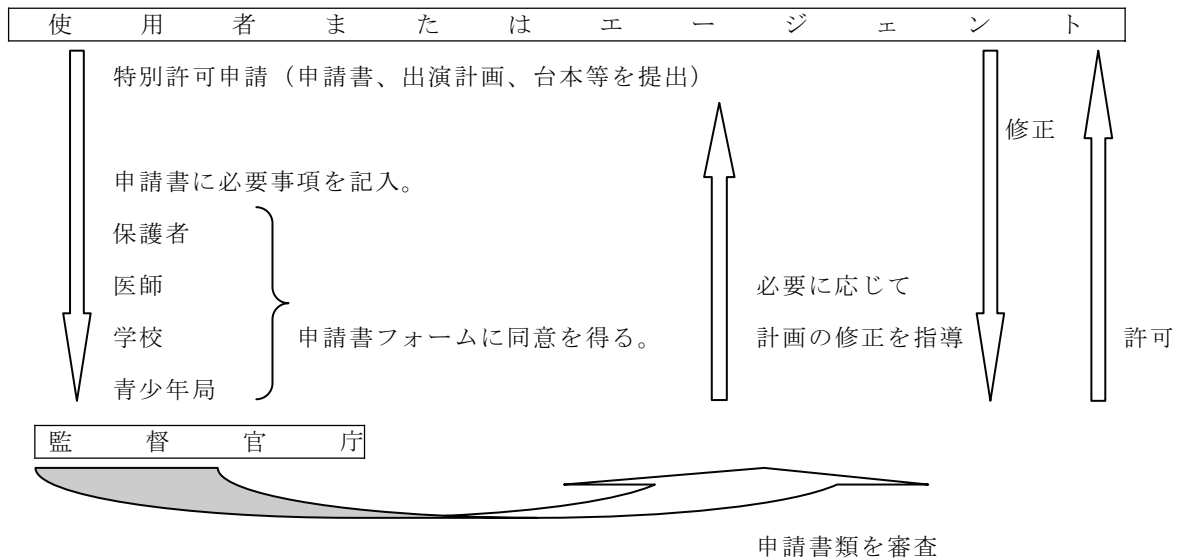 使用者またはエージェント
特別許可申請(申請書、出演計画、台本等を提出)
修正
申請書に必要事項を記入。
保護者
医師
必要に応じて
学校
申請書フォームに同意を得る。
計画の修正を指導
許可
青少年局
監督官庁
申請書類を審査